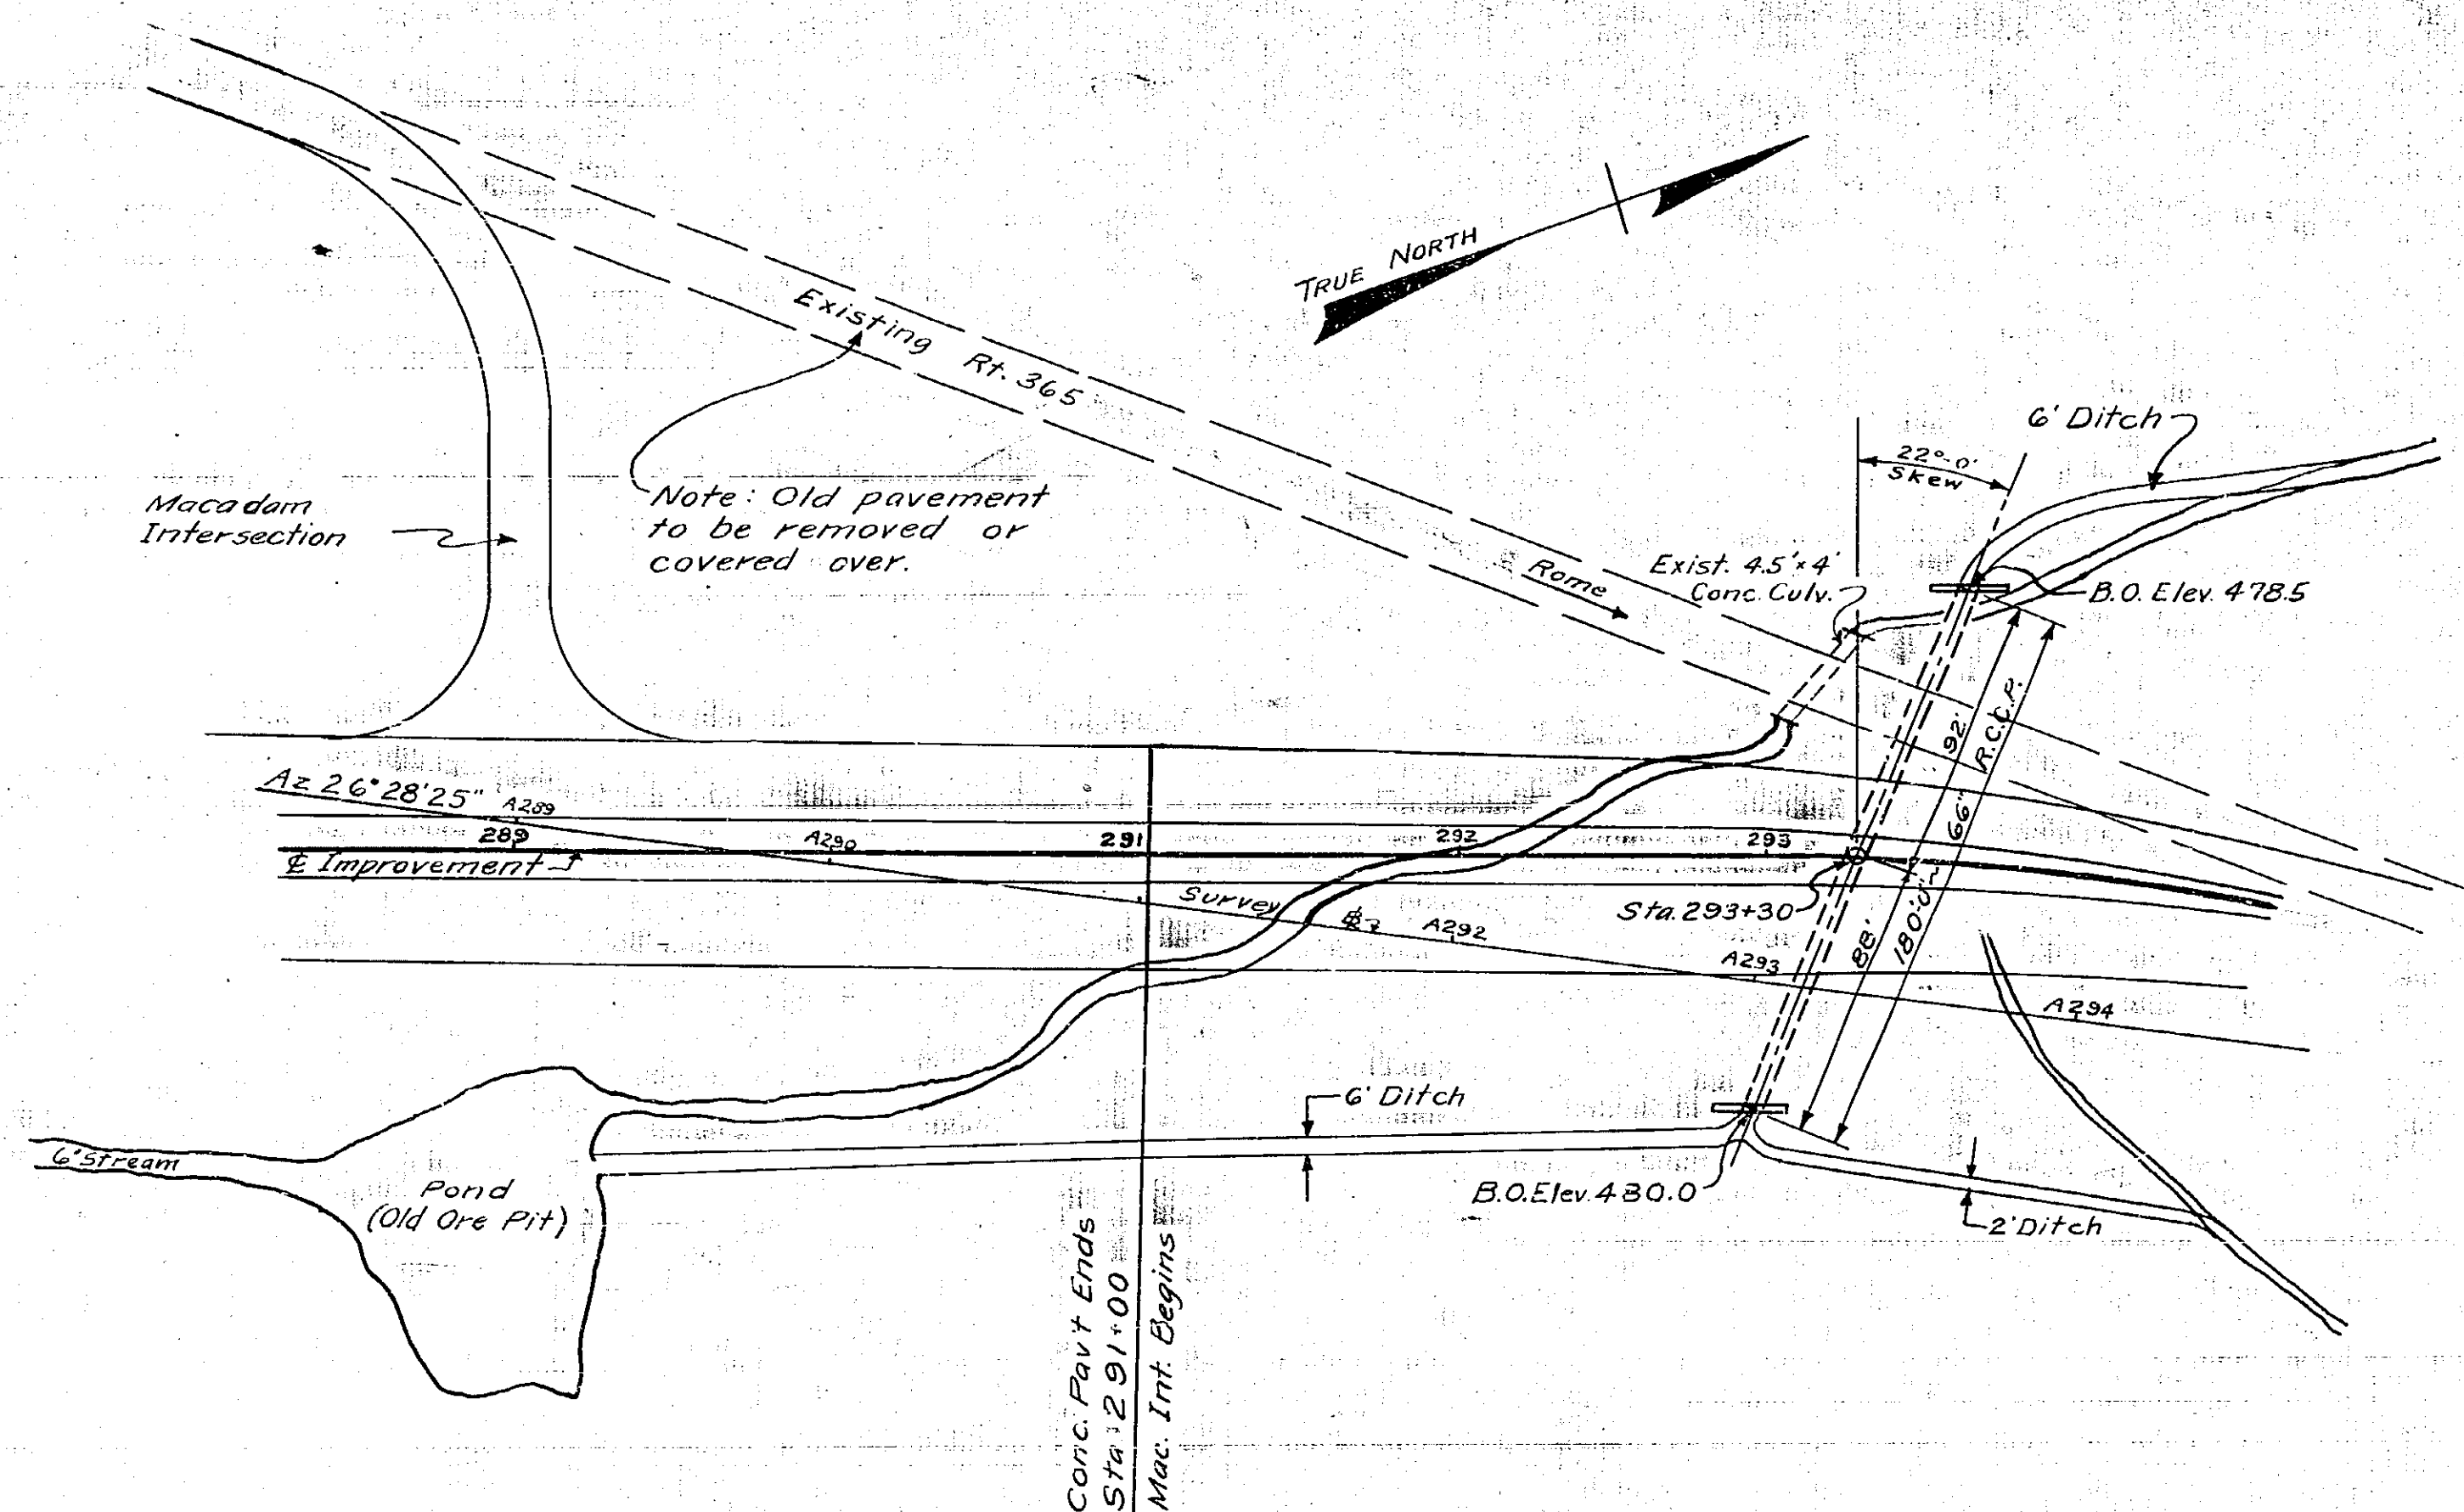 TRUE NORTH
Existing Rt. 365
6' Ditch
22°-0'
Skew
Macadam
Intersection
Note: Old pavement
to be removed or
covered over.
Rome
Exist. 4.5'x4'
Conc. Culv.
B.O. Elev. 478.5
92'
R.C.C.P.
66"
180'-0"
88'
Az 26°28'25"
A289
289
A290
291
292
293
℄ Improvement
Survey
A292
Sta. 293+30
A293
A294
6' Ditch
6' Stream
Pond
(Old Ore Pit)
B.O. Elev. 480.0
2' Ditch
Conc. Pav't Ends
Sta. 291+00
Mac. Int. Begins